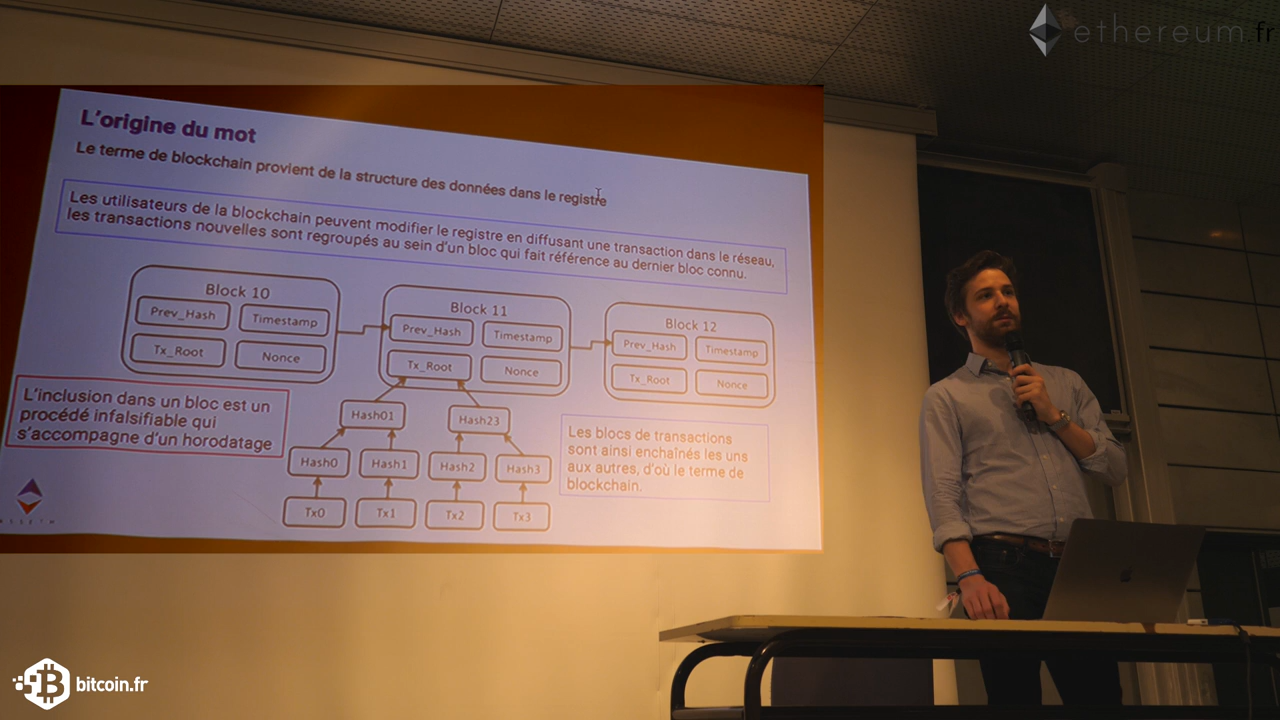 ethereum.fr
L'origine du mot
Le terme de blockchain provient de la structure des données dans le registre
Les utilisateurs de la blockchain peuvent modifier le registre en diffusant une transaction dans le réseau,
les transactions nouvelles sont regroupés au sein d'un bloc qui fait référence au dernier bloc connu.
Block 10
Prev_Hash
Timestamp
Tx_Root
Nonce
Block 11
Prev_Hash
Timestamp
Tx_Root
Nonce
Block 12
Prev_Hash
Timestamp
Tx_Root
Nonce
Hash01
Hash23
Hash0
Hash1
Hash2
Hash3
Tx0
Tx1
Tx2
Tx3
L'inclusion dans un bloc est un
procédé infalsifiable qui
s'accompagne d'un horodatage
Les blocs de transactions
sont ainsi enchaînés les uns
aux autres, d'où le terme de
blockchain.
bitcoin.fr